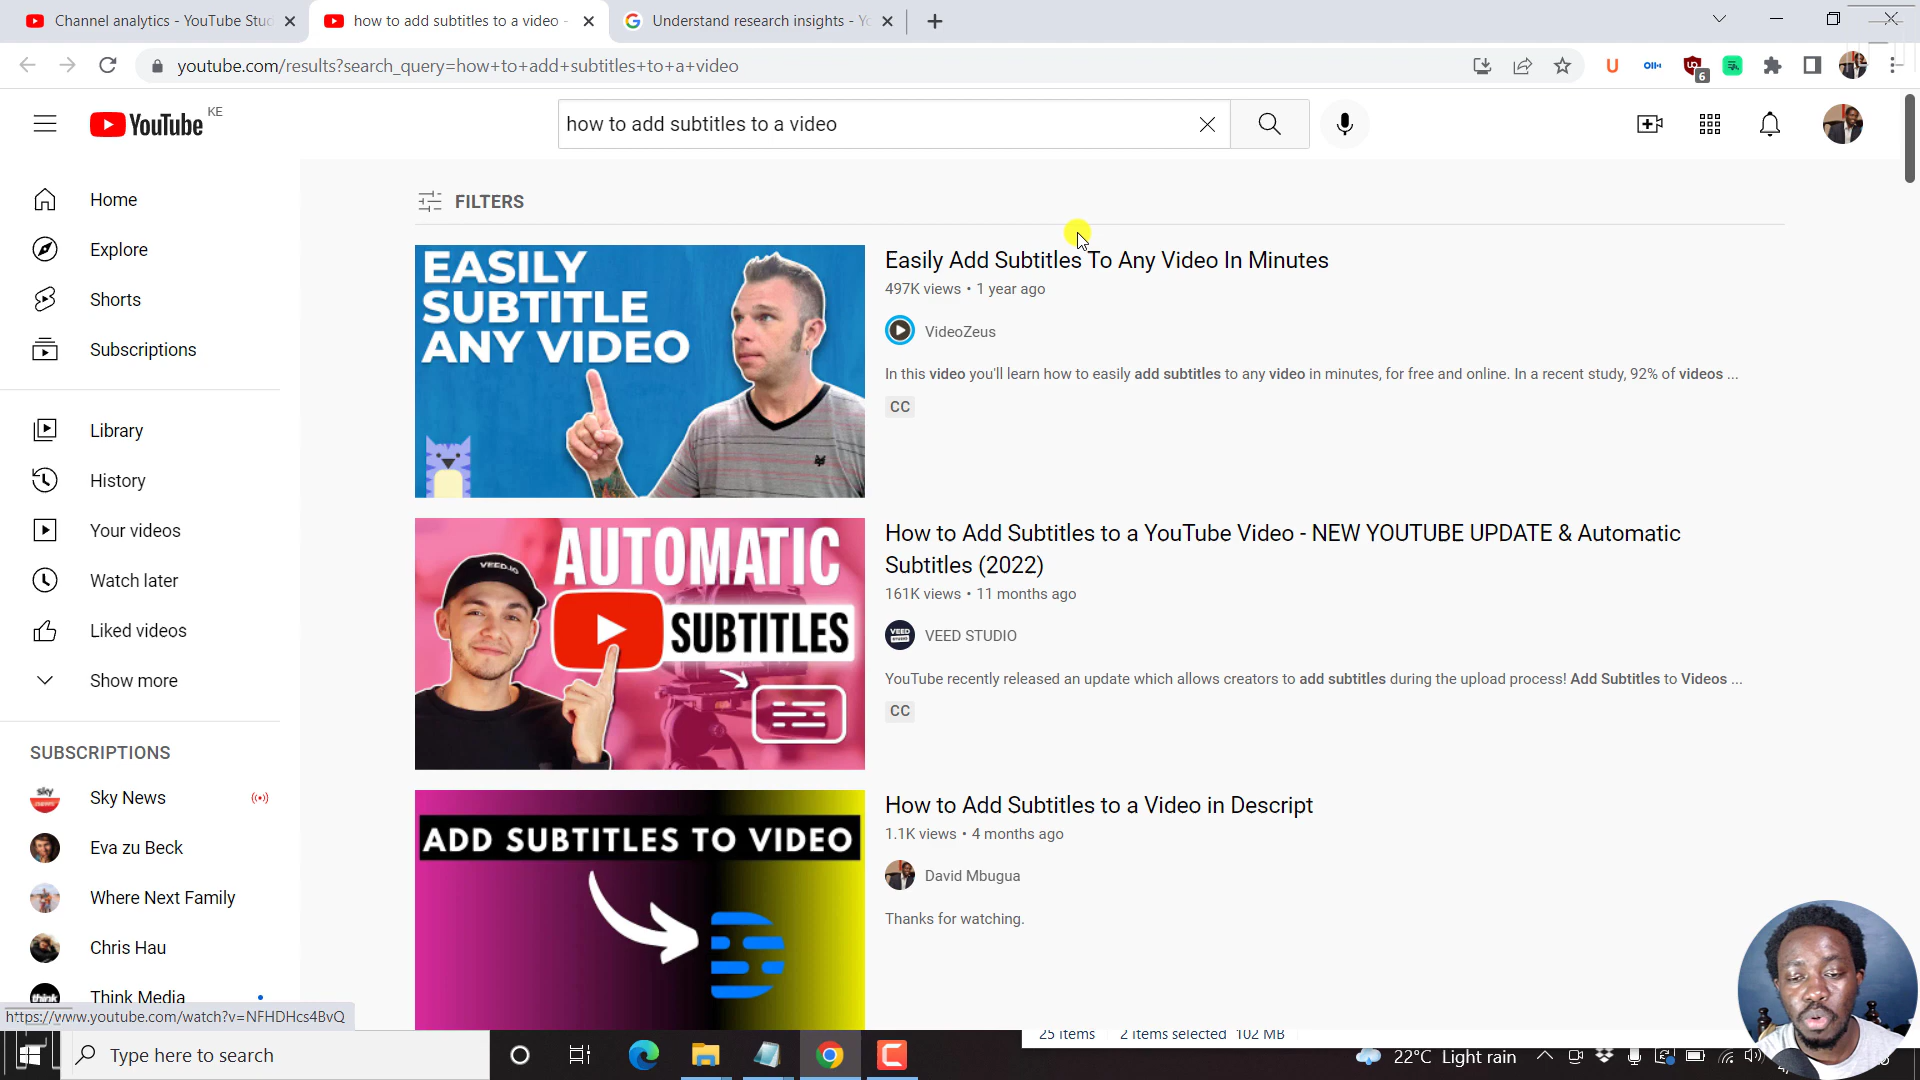 Channel analytics - YouTube Stud
how to add subtitles to a video -
Understand research insights - Yo
youtube.com/results?search_query=how+to+add+subtitles+to+a+video
6
YouTube KE
how to add subtitles to a video
Home
Explore
Shorts
Subscriptions
Library
History
Your videos
Watch later
Liked videos
Show more
SUBSCRIPTIONS
Sky News
Eva zu Beck
Where Next Family
Chris Hau
Think Media
https://www.youtube.com/watch?v=NFHDHcs4BvQ
FILTERS
EASILY
SUBTITLE
ANY VIDEO
Easily Add Subtitles To Any Video In Minutes
497K views • 1 year ago
VideoZeus
In this video you'll learn how to easily add subtitles to any video in minutes, for free and online. In a recent study, 92% of videos ...
CC
VEED.IO
AUTOMATIC
SUBTITLES
How to Add Subtitles to a YouTube Video - NEW YOUTUBE UPDATE & Automatic
Subtitles (2022)
161K views • 11 months ago
VEED STUDIO
YouTube recently released an update which allows creators to add subtitles during the upload process! Add Subtitles to Videos ...
CC
ADD SUBTITLES TO VIDEO
How to Add Subtitles to a Video in Descript
1.1K views • 4 months ago
David Mbugua
Thanks for watching.
25 items 2 items selected 102 MB
Type here to search
22°C Light rain